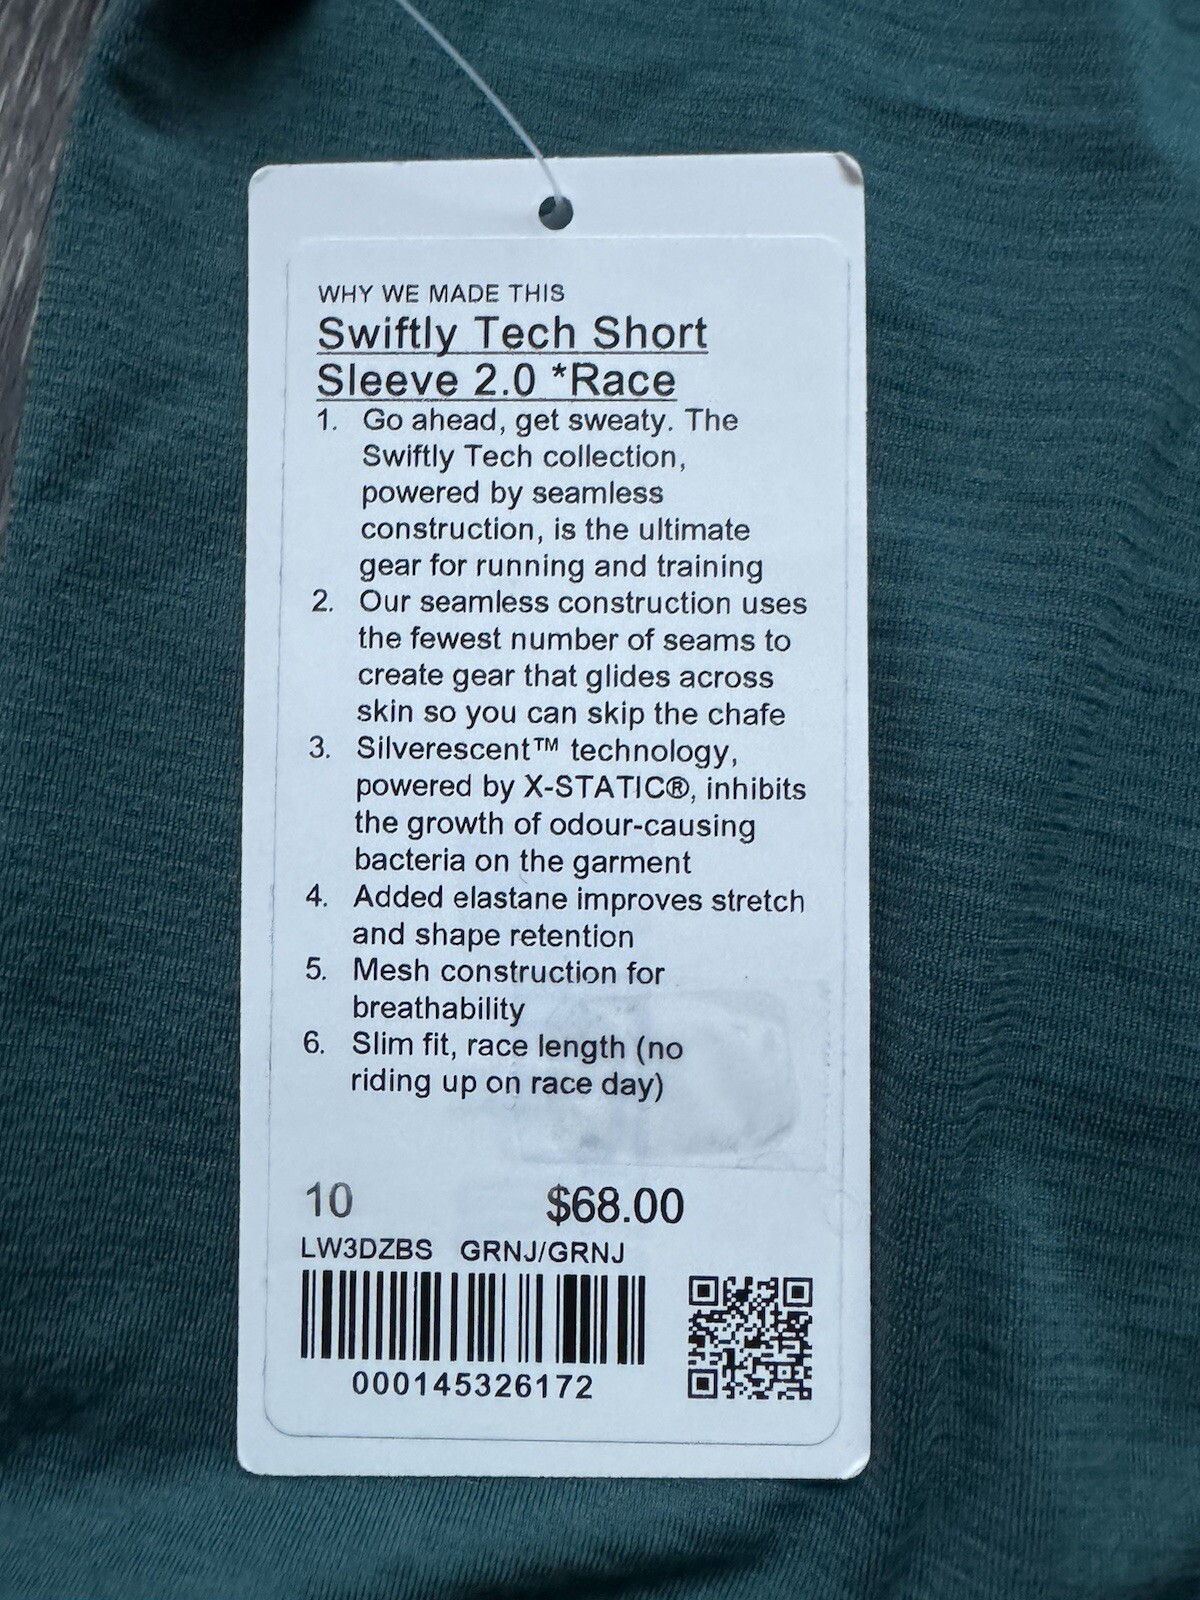 WHY WE MADE THIS
Swiftly Tech Short
Sleeve 2.0 *Race
1. Go ahead, get sweaty. The
Swiftly Tech collection,
powered by seamless
construction, is the ultimate
gear for running and training
2. Our seamless construction uses
the fewest number of seams to
create gear that glides across
skin so you can skip the chafe
3. Silverescent™ technology,
powered by X-STATIC®, inhibits
the growth of odour-causing
bacteria on the garment
4. Added elastane improves stretch
and shape retention
5. Mesh construction for
breathability
6. Slim fit, race length (no
riding up on race day)
10 $68.00
LW3DZBS GRNJ/GRNJ
000145326172